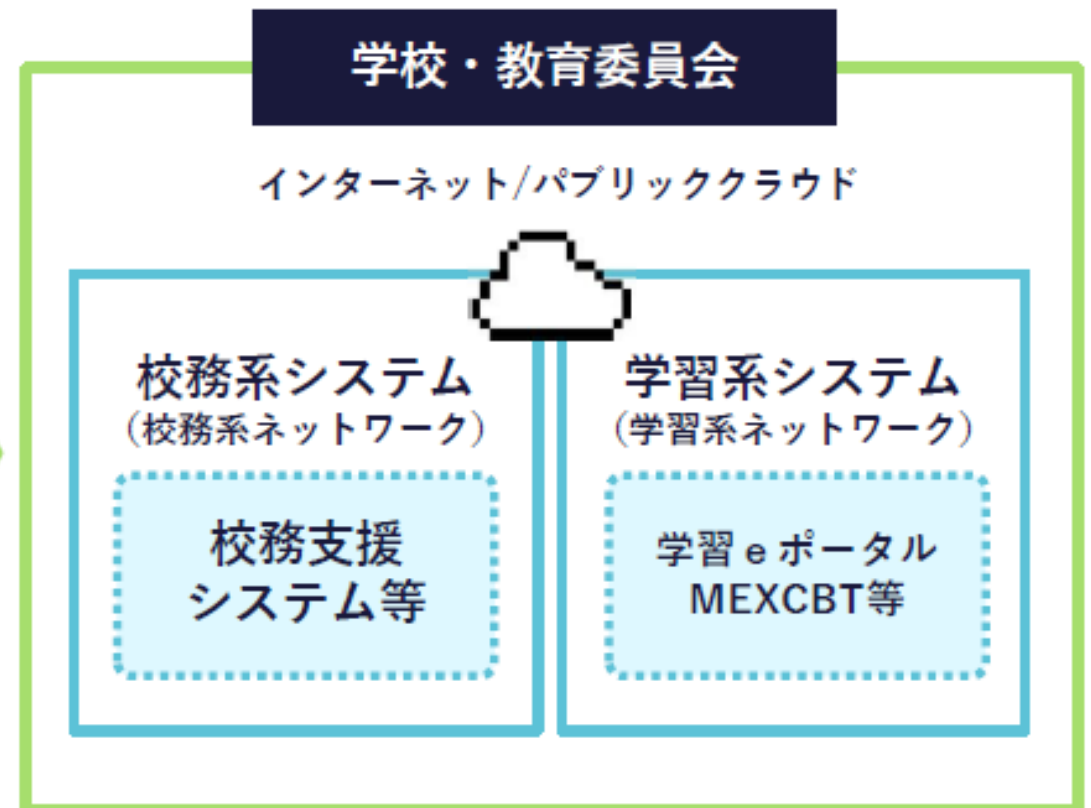 学校・教育委員会
インターネット/パブリッククラウド
校務系システム
（校務系ネットワーク）
校務支援
システム等
学習系システム
（学習系ネットワーク）
学習 e ポータル
MEXCBT等